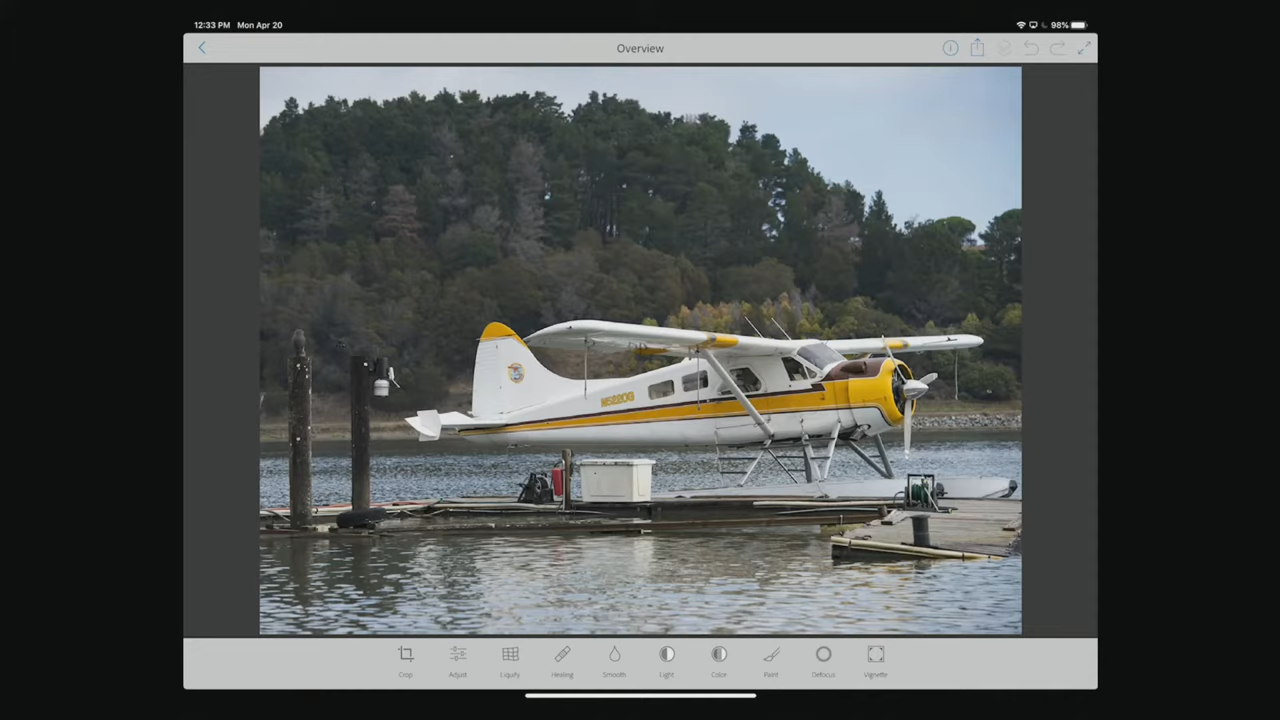 12:33 PM Mon Apr 20 98%
Overview
N5220G
Crop Adjust Liquify Healing Smooth Light Color Paint Defocus Vignette